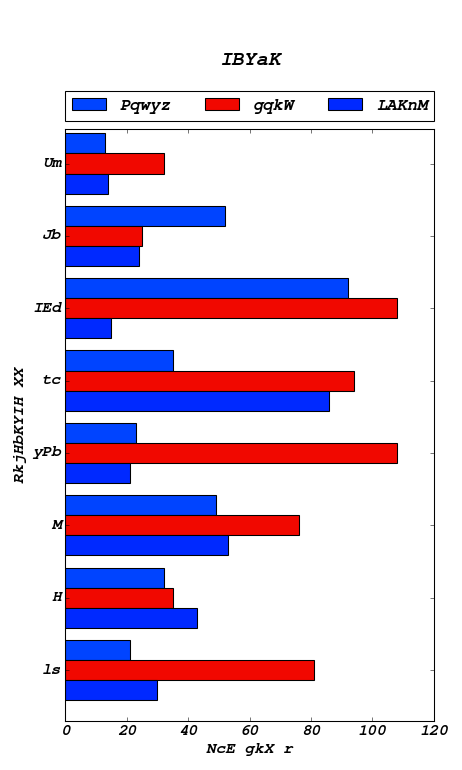 IBYaK
Pqwyz gqkW LAKnM
Um
Jb
IEd
tc
yPb
M
H
ls
RkjHbKYIH XX
0 20 40 60 80 100 120
NcE gkX r